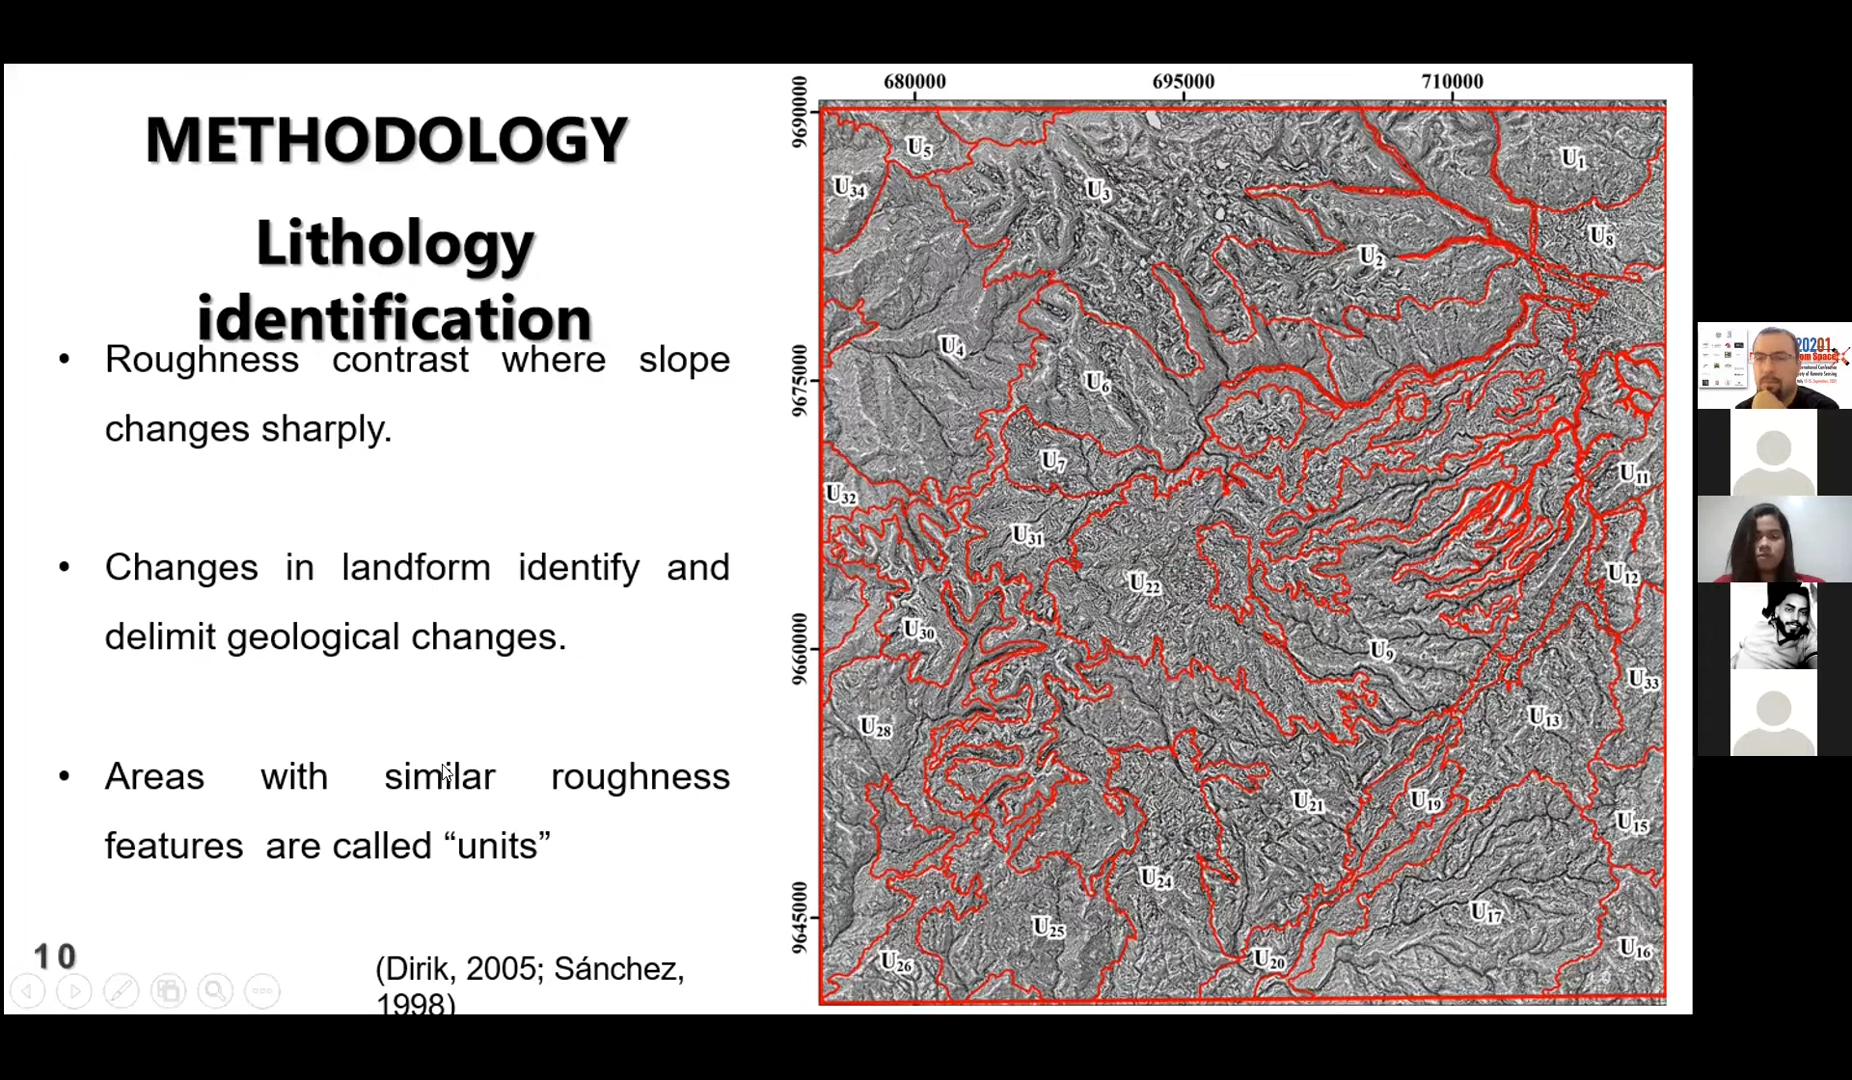 METHODOLOGY
Lithology
identification
• Roughness contrast where slope
changes sharply.
• Changes in landform identify and
delimit geological changes.
• Areas with similar roughness
features are called “units”
(Dirik, 2005; Sánchez,
1998)
10
680000 695000 710000
9690000
9675000
9660000
9645000
U5
U34
U3
U1
U8
U2
U4
U6
U7
U32
U31
U11
U22
U12
U30
U9
U33
U28
U13
U21
U19
U15
U24
U25
U17
U26
U20
U16
20201
om Space